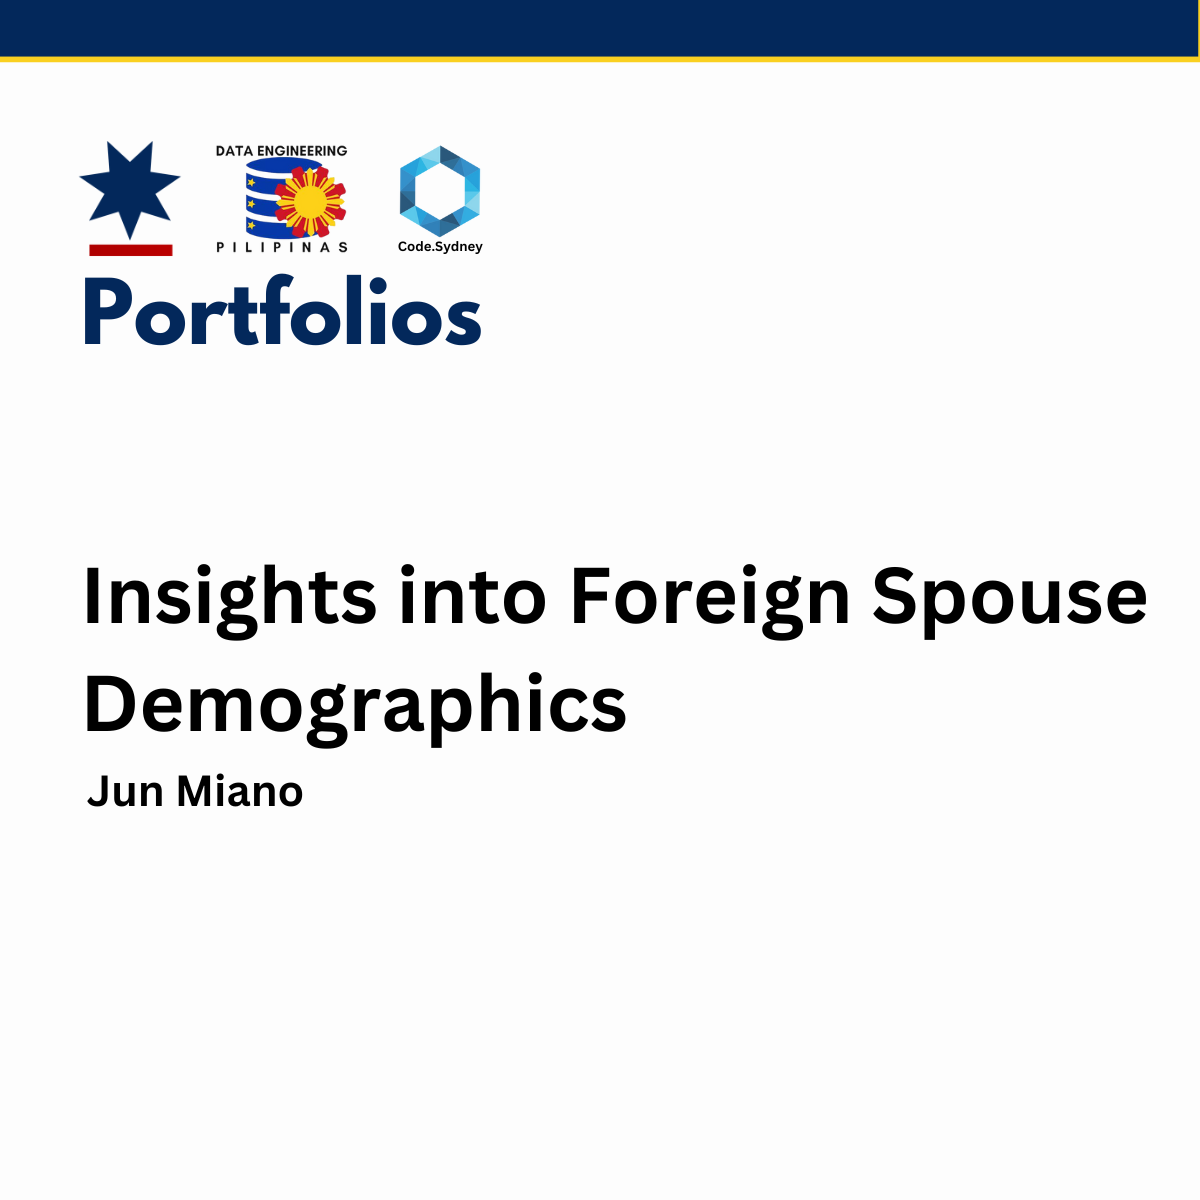 DATA ENGINEERING
PILIPINAS
Code.Sydney
Portfolios
Insights into Foreign Spouse
Demographics
Jun Miano